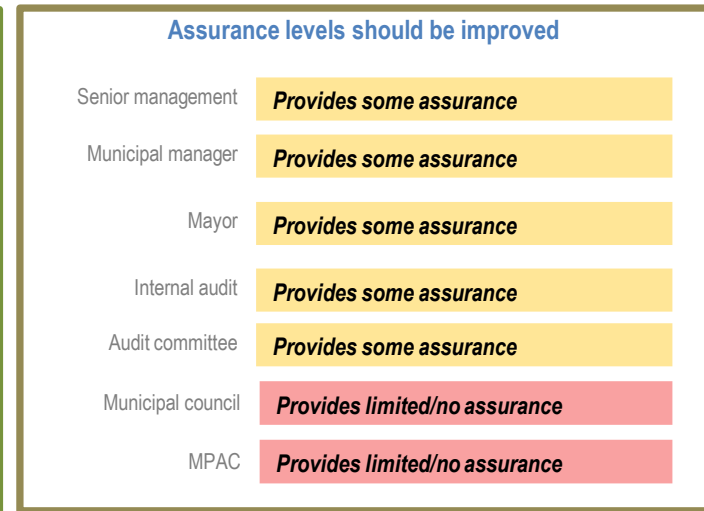 Assurance levels should be improved
Senior management Provides some assurance
Municipal manager Provides some assurance
Mayor Provides some assurance
Internal audit Provides some assurance
Audit committee Provides some assurance
Municipal council Provides limited/no assurance
MPAC Provides limited/no assurance